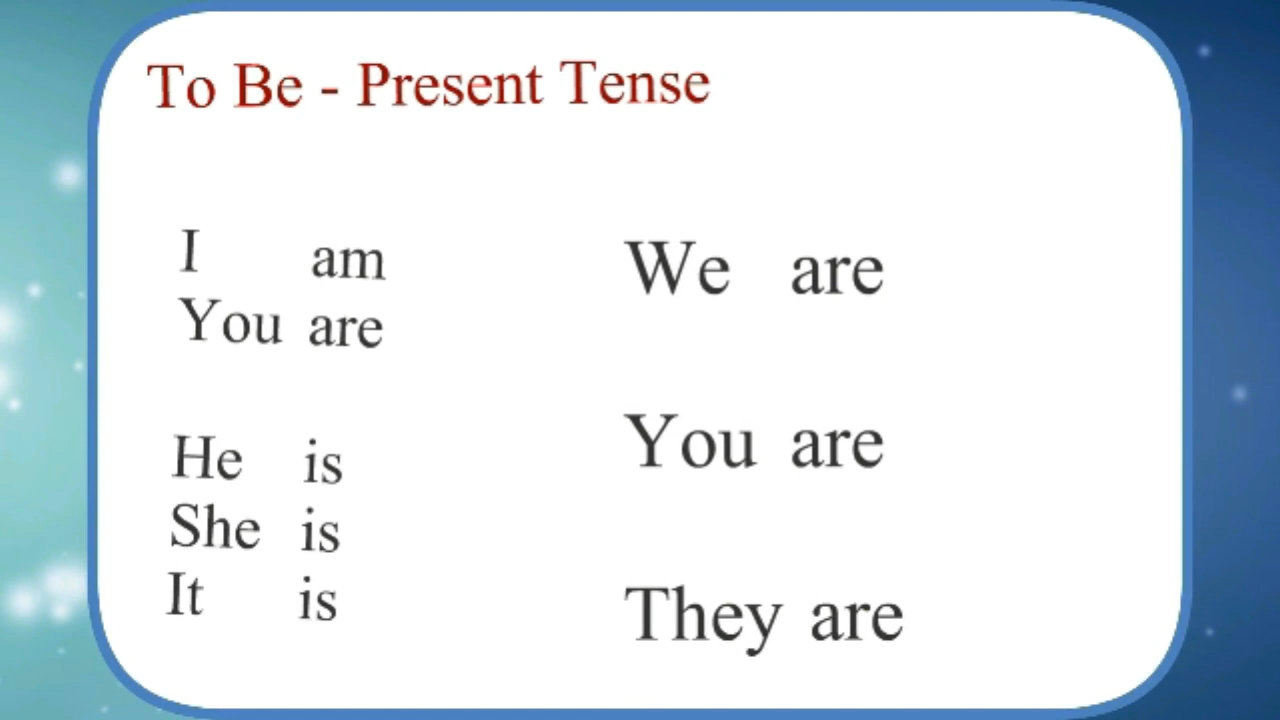 To Be - Present Tense
I am
You are
He is
She is
It is
We are
You are
They are